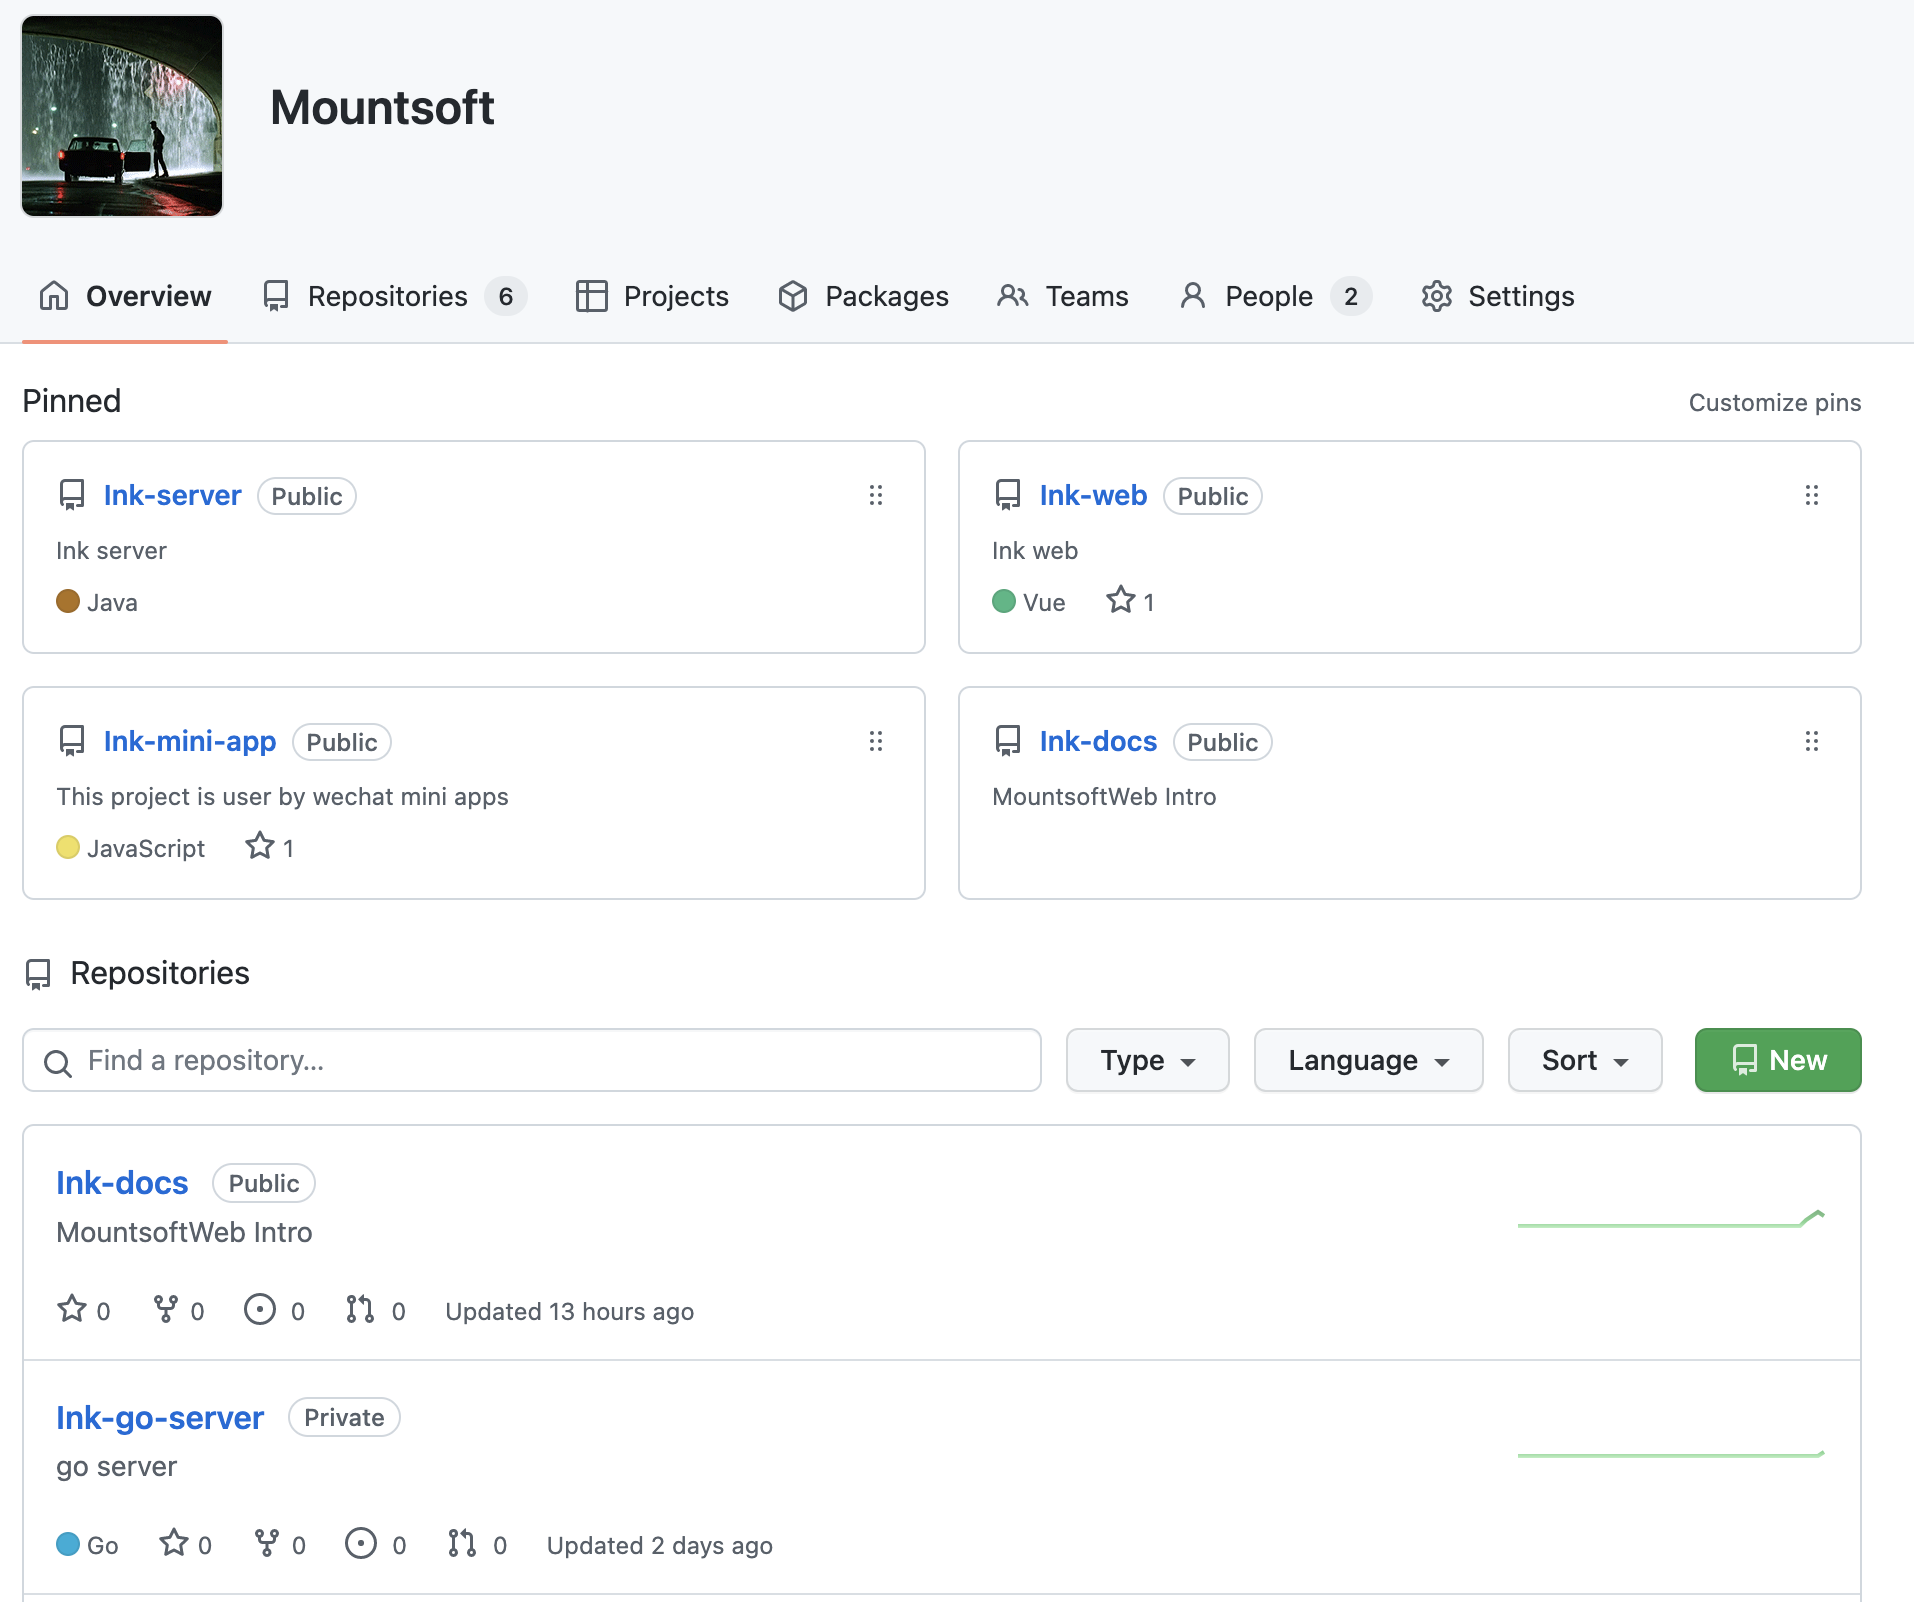 Mountsoft
Overview Repositories 6 Projects Packages Teams People 2 Settings
Pinned Customize pins
Ink-server Public
Ink server
Java
Ink-web Public
Ink web
Vue 1
Ink-mini-app Public
This project is user by wechat mini apps
JavaScript 1
Ink-docs Public
MountsoftWeb Intro
Repositories
Find a repository... Type Language Sort New
Ink-docs Public
MountsoftWeb Intro
0 0 0 0 Updated 13 hours ago
Ink-go-server Private
go server
Go 0 0 0 0 Updated 2 days ago